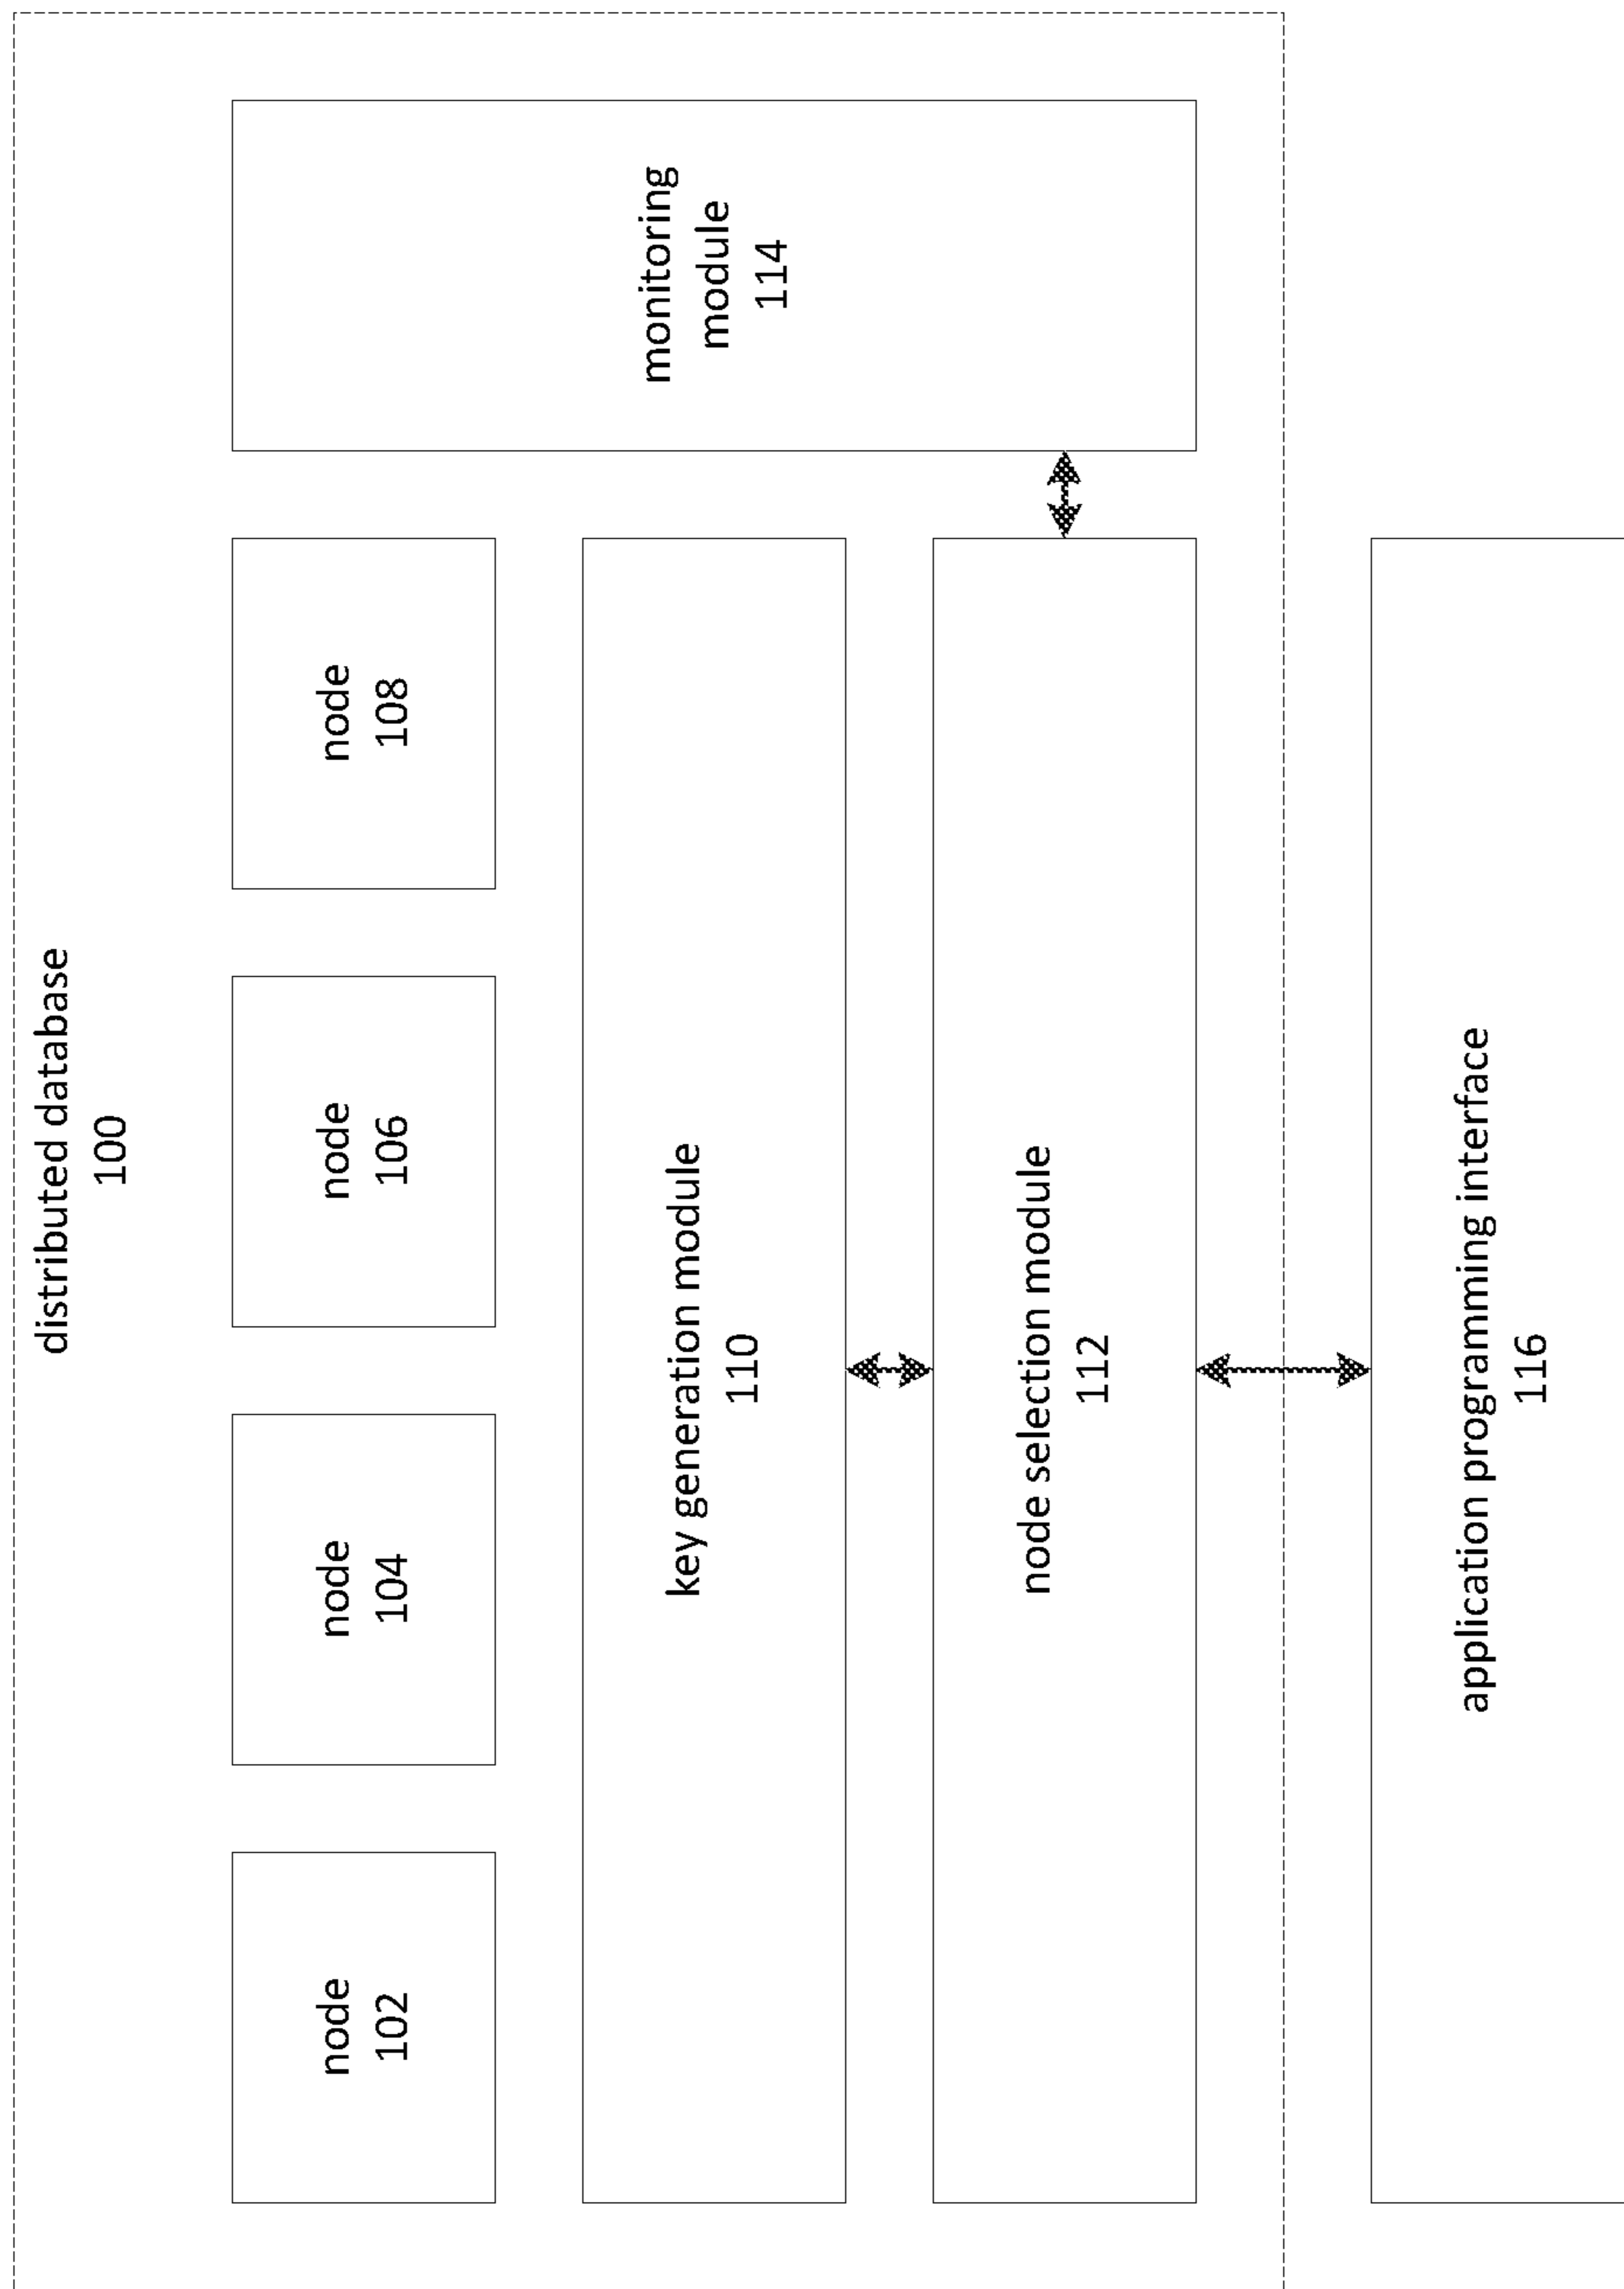 distributed database
100
node
102
node
104
node
106
node
108
monitoring
module
114
key generation module
110
node selection module
112
application programming interface
116